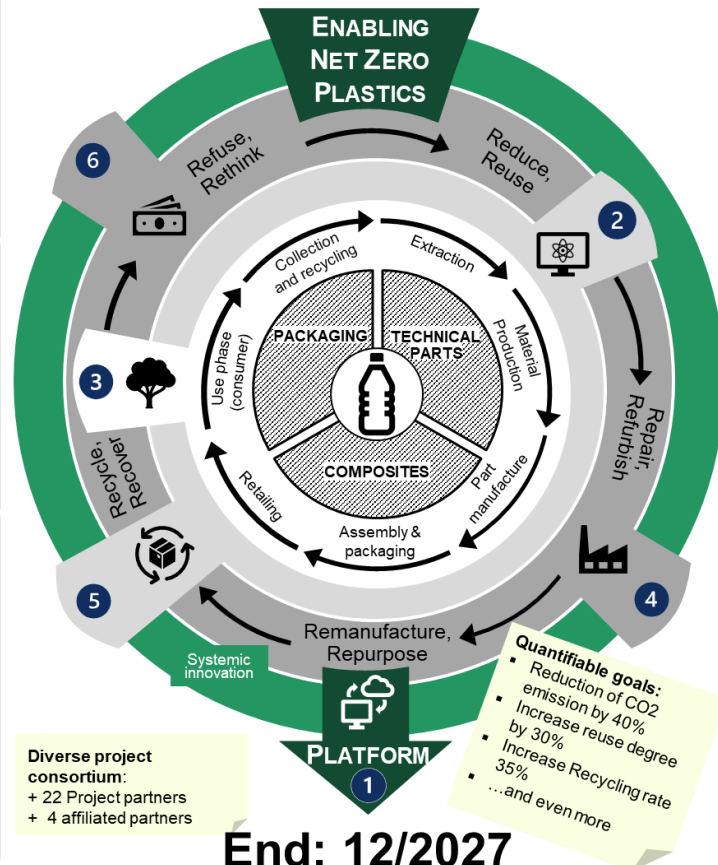 ENABLING
NET ZERO
PLASTICS
6
Refuse,
Rethink
Reduce,
Reuse
2
Collection
and recycling
Extraction
PACKAGING
TECHNICAL
PARTS
Material
Production
Use phase
(consumer)
3
Repair,
Refurbish
Recycle,
Recover
COMPOSITES
Part
manufacture
Retailing
Assembly &
packaging
5
4
Remanufacture,
Repurpose
Systemic
innovation
PLATFORM
1
Quantifiable goals:
▪ Reduction of CO2
emission by 40%
▪ Increase reuse degree
by 30%
▪ Increase Recycling rate
35%
▪ …and even more
Diverse project
consortium:
+ 22 Project partners
+ 4 affiliated partners
End: 12/2027